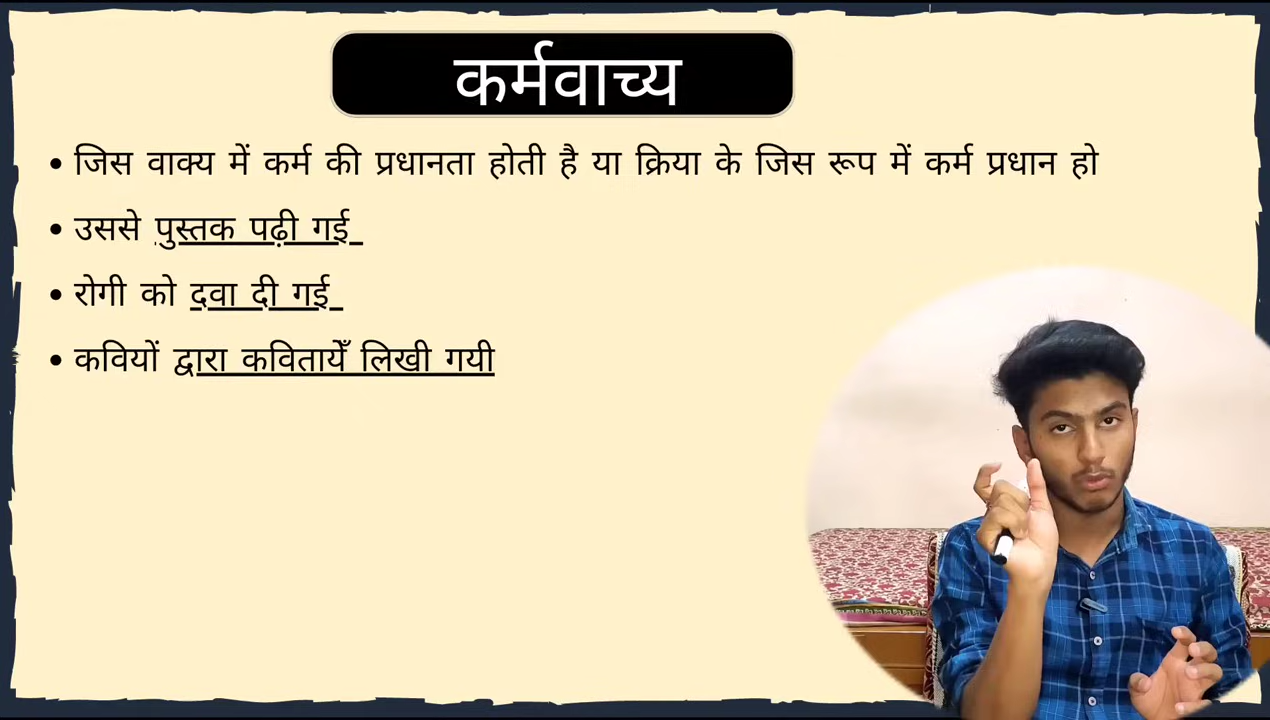 कर्मवाच्य
• जिस वाक्य में कर्म की प्रधानता होती है या क्रिया के जिस रूप में कर्म प्रधान हो
• उससे पुस्तक पढ़ी गई
• रोगी को दवा दी गई
• कवियों द्वारा कवितायेँ लिखी गयी